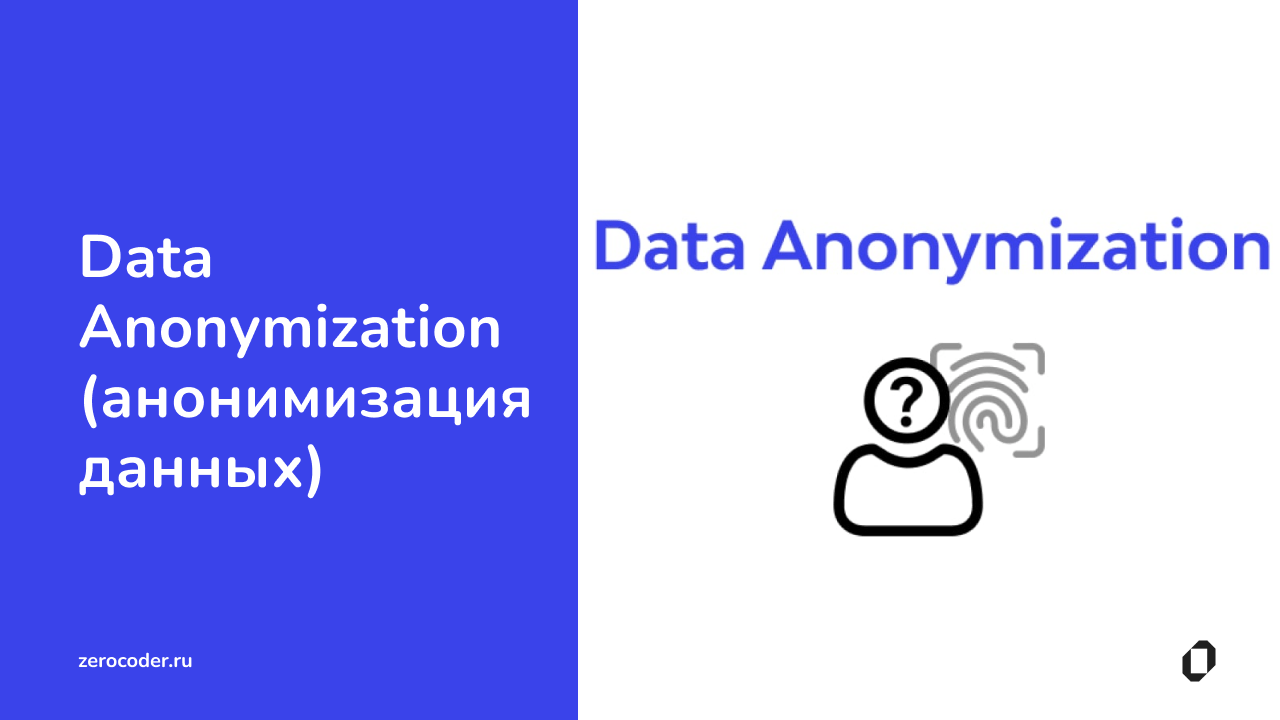 Data
Anonymization
(анонимизация
данных)
zerocoder.ru
Data Anonymization
?